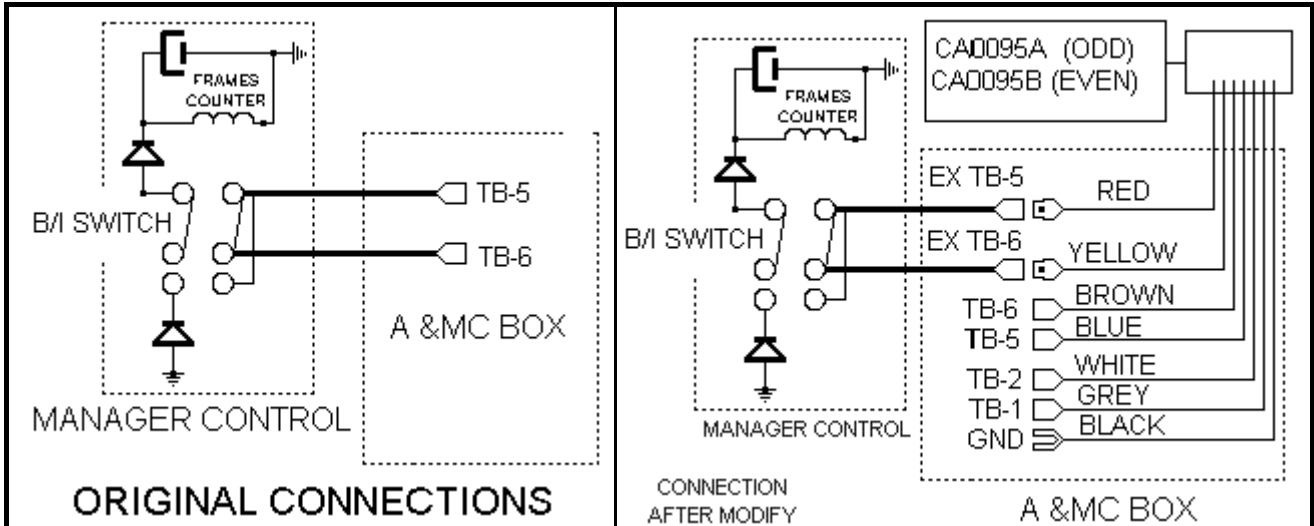 FRAMES
COUNTER
B/I SWITCH
TB-5
TB-6
A &MC BOX
MANAGER CONTROL
ORIGINAL CONNECTIONS
CA0095A (ODD)
CA0095B (EVEN)
FRAMES
COUNTER
B/I SWITCH
EX TB-5
RED
EX TB-6
YELLOW
TB-6 BROWN
TB-5 BLUE
TB-2 WHITE
TB-1 GREY
GND BLACK
MANAGER CONTROL
CONNECTION
AFTER MODIFY
A &MC BOX